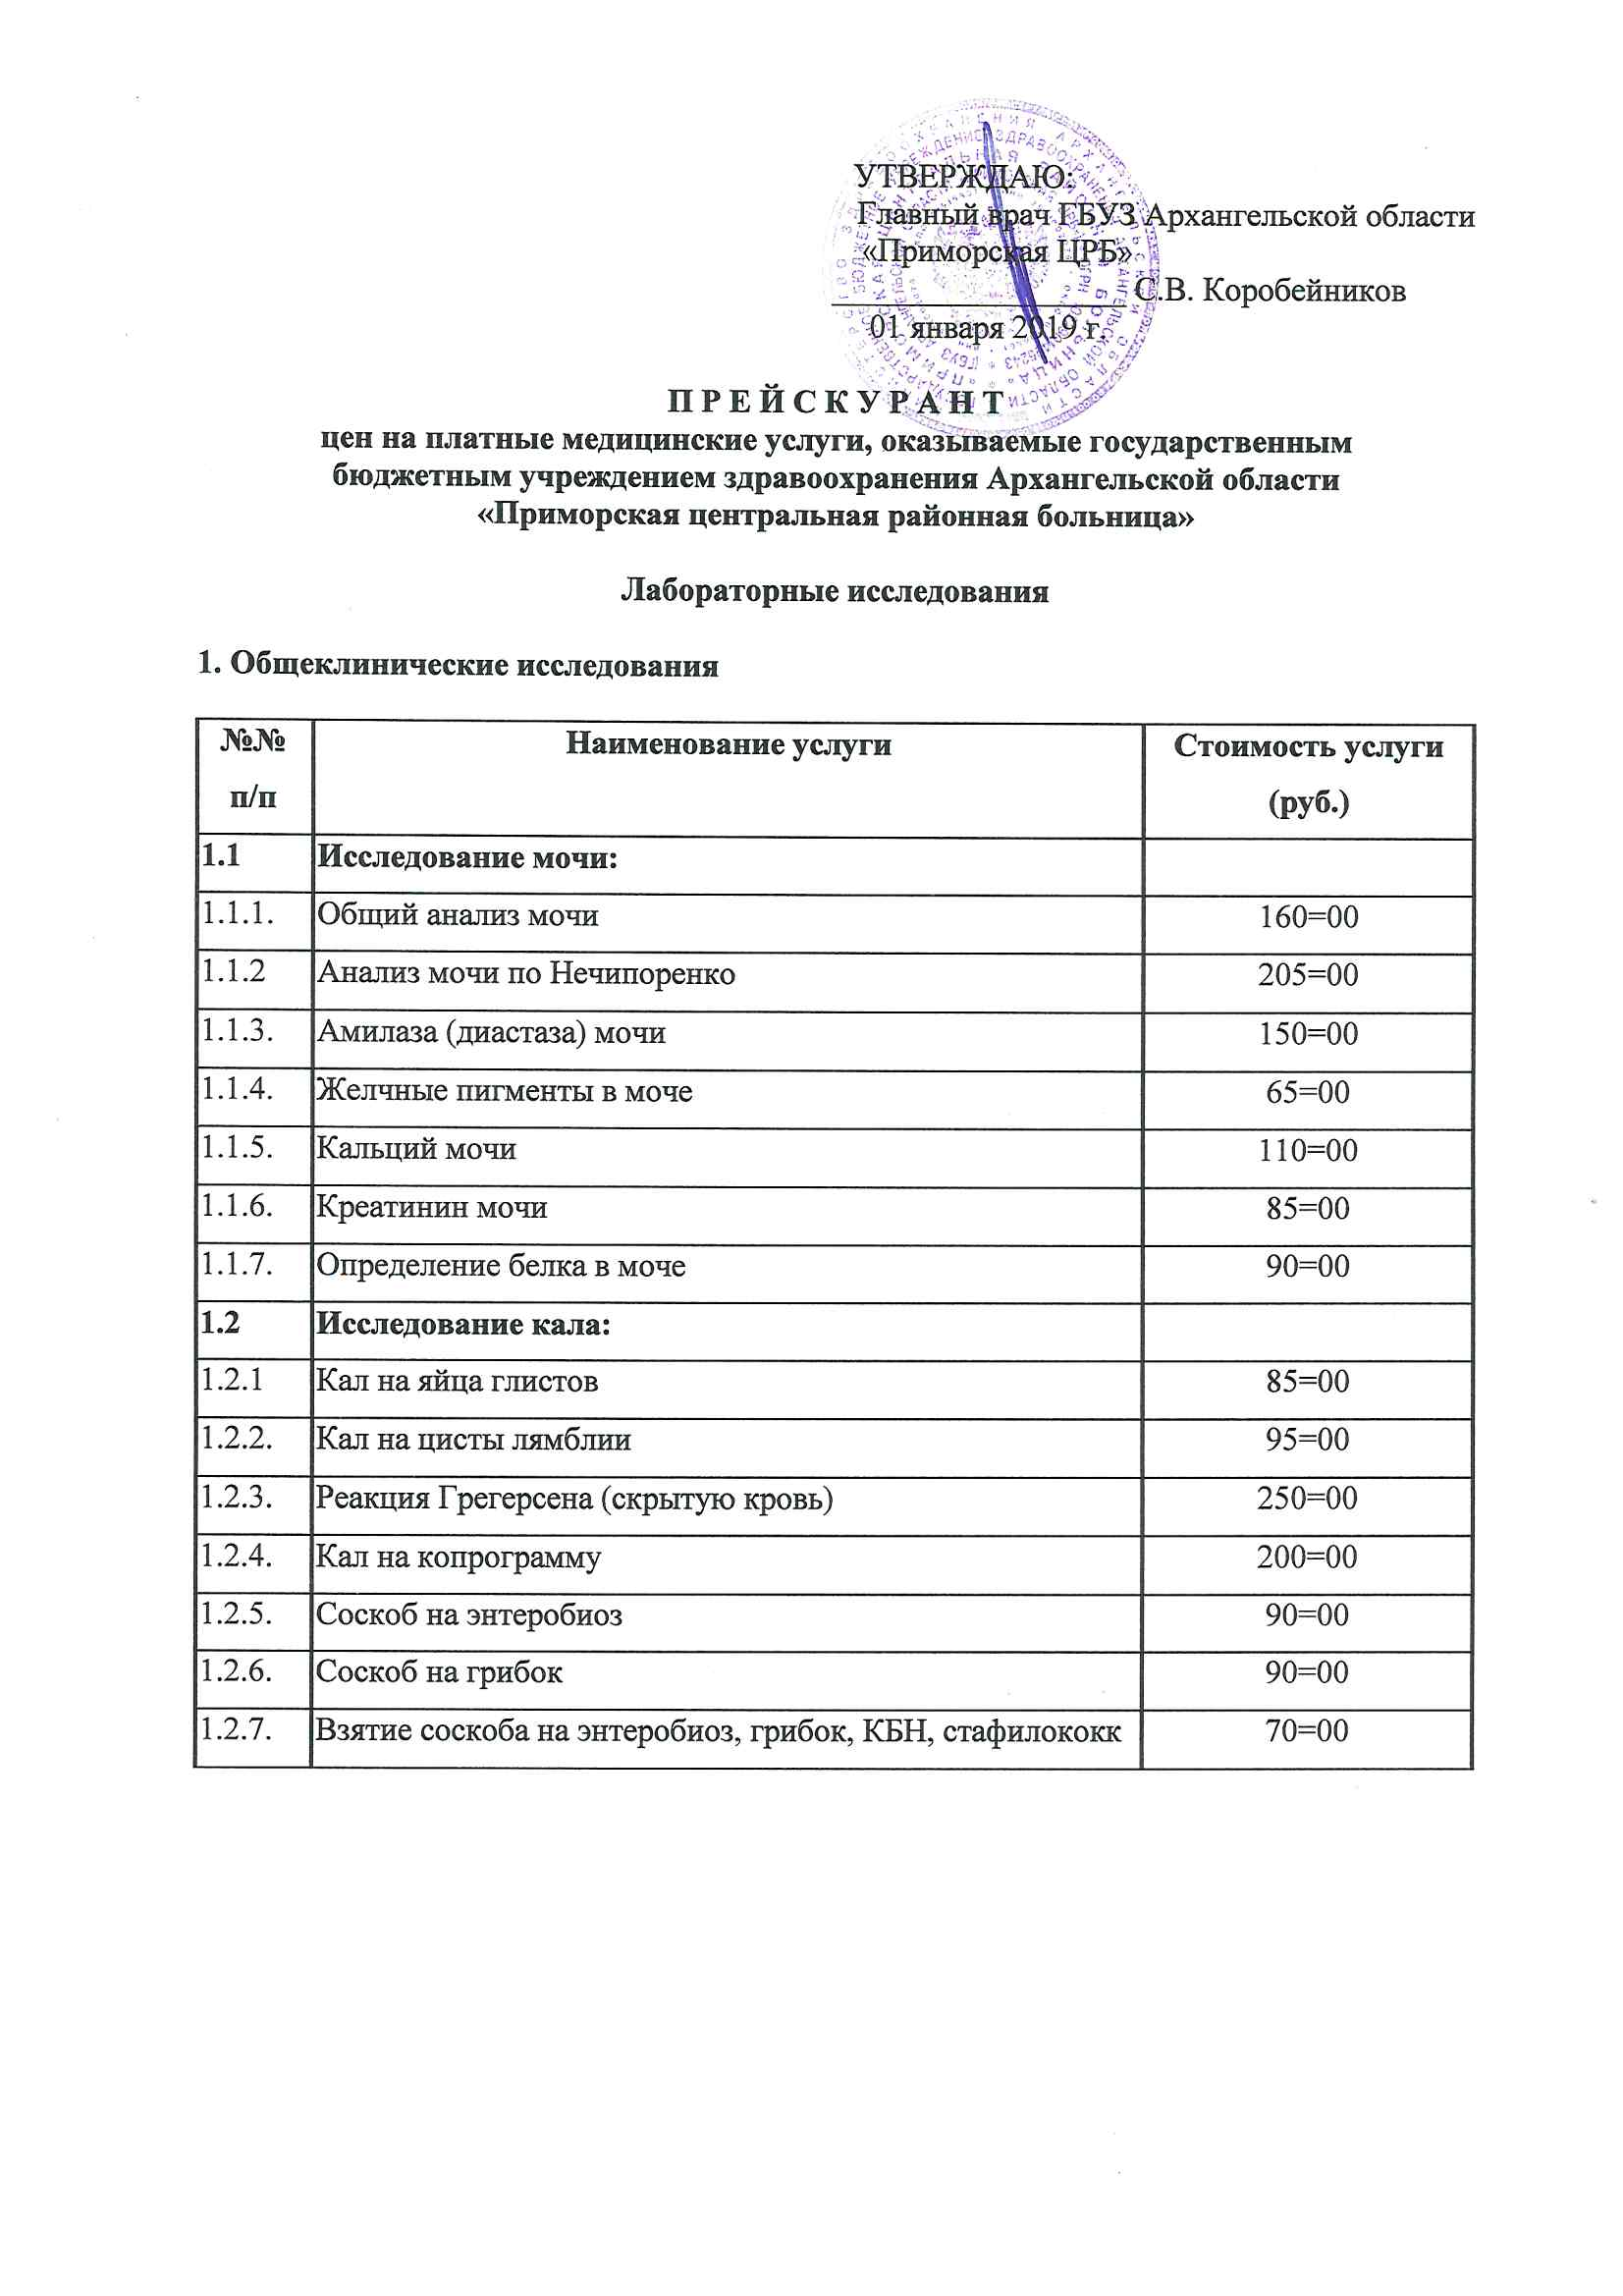 УТВЕРЖДАЮ:
Главный врач ГБУЗ Архангельской области
«Приморская ЦРБ»
С.В. Коробейников
01 января 2019 г.
П Р Е Й С К У Р А Н Т
цен на платные медицинские услуги, оказываемые государственным
бюджетным учреждением здравоохранения Архангельской области
«Приморская центральная районная больница»
Лабораторные исследования
1. Общеклинические исследования
№№ п/п Наименование услуги Стоимость услуги (руб.)
1.1 Исследование мочи:
1.1.1. Общий анализ мочи 160=00
1.1.2 Анализ мочи по Нечипоренко 205=00
1.1.3. Амилаза (диастаза) мочи 150=00
1.1.4. Желчные пигменты в моче 65=00
1.1.5. Кальций мочи 110=00
1.1.6. Креатинин мочи 85=00
1.1.7. Определение белка в моче 90=00
1.2 Исследование кала:
1.2.1 Кал на яйца глистов 85=00
1.2.2. Кал на цисты лямблии 95=00
1.2.3. Реакция Грегерсена (скрытую кровь) 250=00
1.2.4. Кал на копрограмму 200=00
1.2.5. Соскоб на энтеробиоз 90=00
1.2.6. Соскоб на грибок 90=00
1.2.7. Взятие соскоба на энтеробиоз, грибок, КБН, стафилококк 70=00